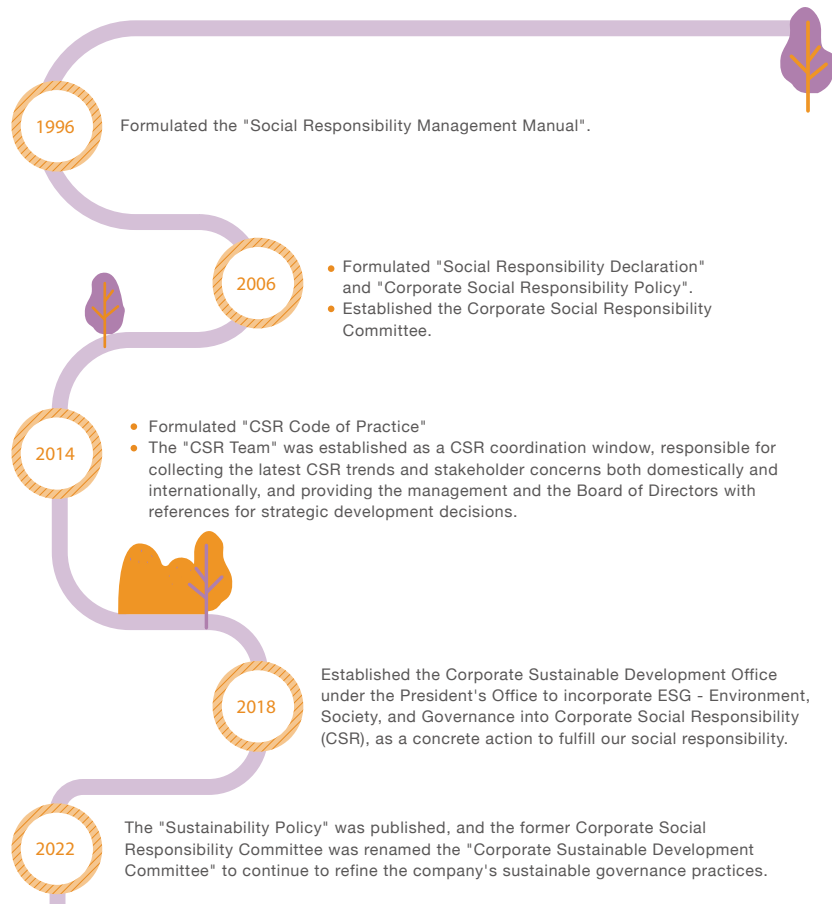 1996
Formulated the "Social Responsibility Management Manual".
2006
Formulated "Social Responsibility Declaration"
and "Corporate Social Responsibility Policy".
Established the Corporate Social Responsibility
Committee.
2014
Formulated "CSR Code of Practice"
The "CSR Team" was established as a CSR coordination window, responsible for
collecting the latest CSR trends and stakeholder concerns both domestically and
internationally, and providing the management and the Board of Directors with
references for strategic development decisions.
2018
Established the Corporate Sustainable Development Office
under the President's Office to incorporate ESG - Environment,
Society, and Governance into Corporate Social Responsibility
(CSR), as a concrete action to fulfill our social responsibility.
2022
The "Sustainability Policy" was published, and the former Corporate Social
Responsibility Committee was renamed the "Corporate Sustainable Development
Committee" to continue to refine the company's sustainable governance practices.